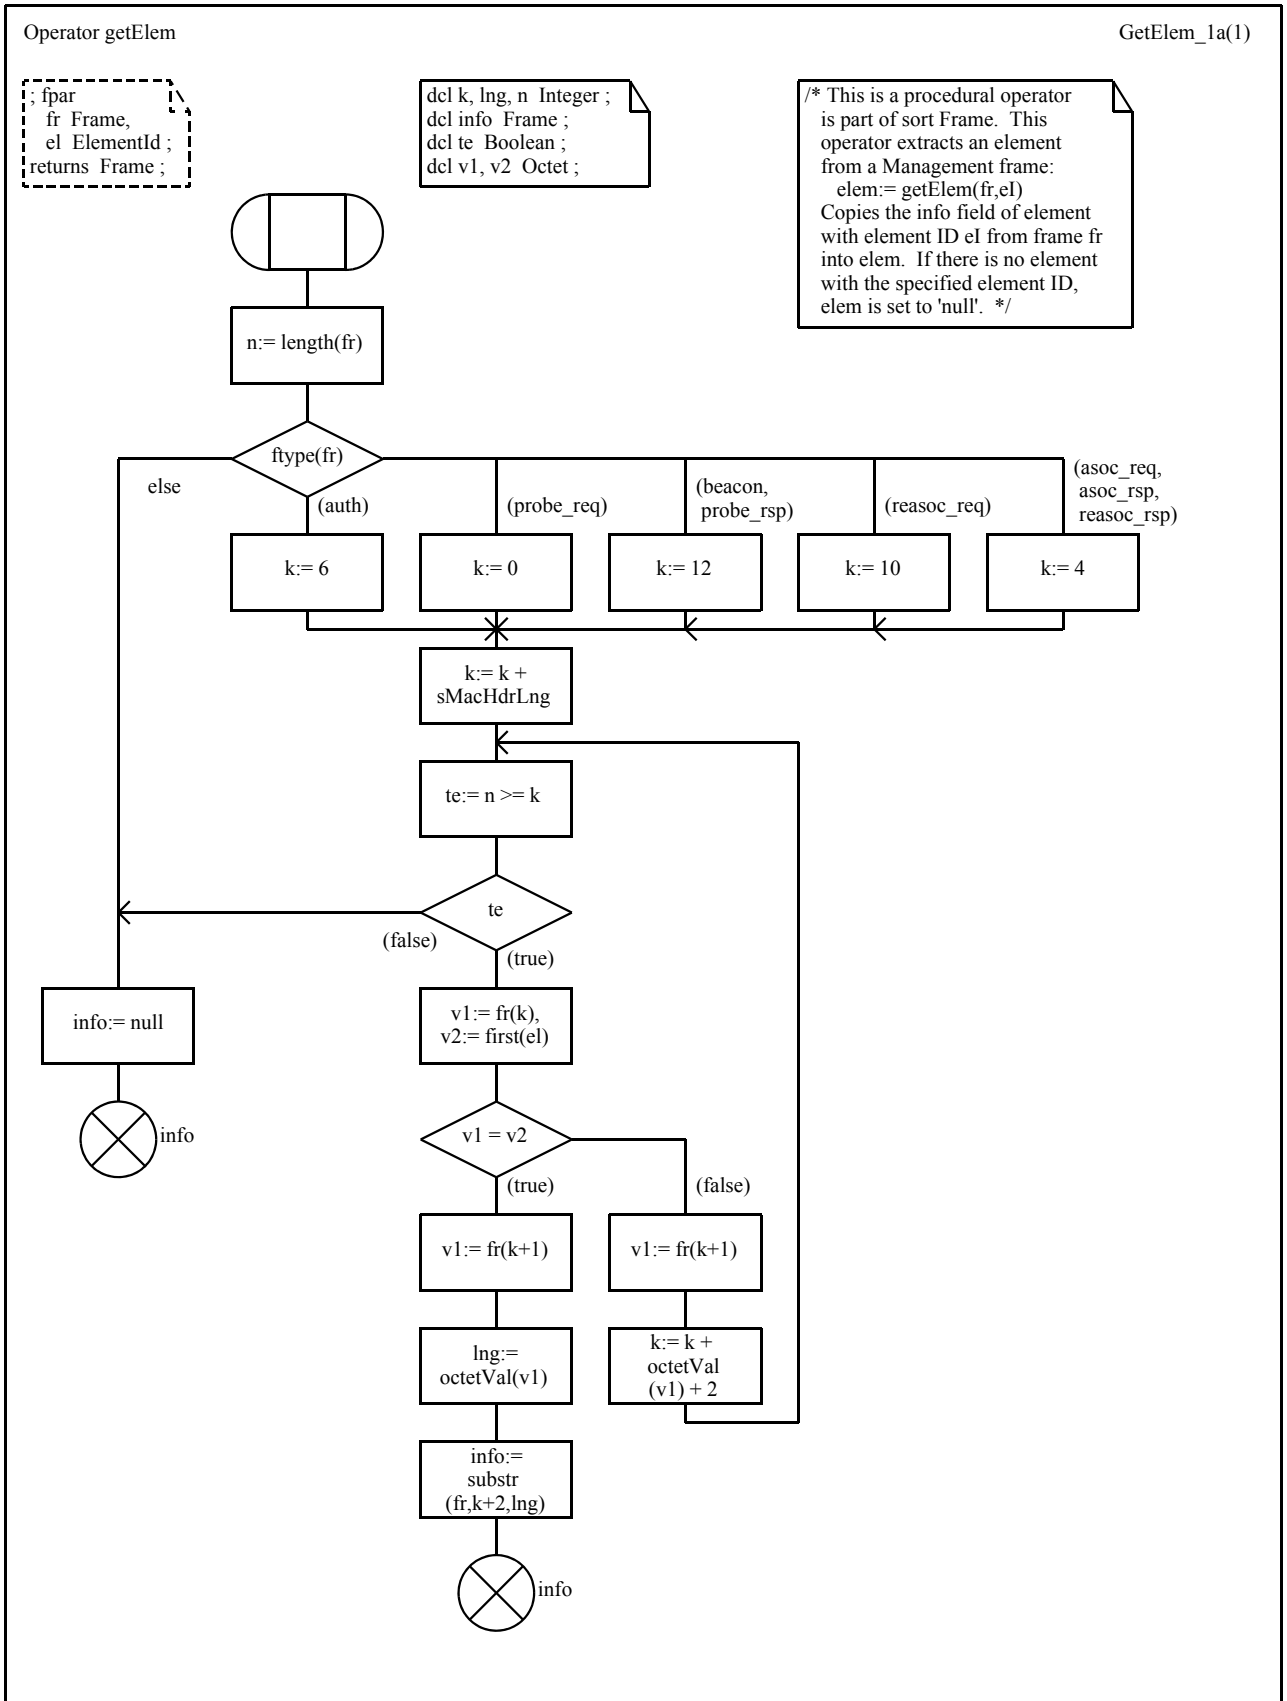 Operator getElem
GetElem_1a(1)
; fpar
fr Frame,
el ElementId ;
returns Frame ;
dcl k, lng, n Integer ;
dcl info Frame ;
dcl te Boolean ;
dcl v1, v2 Octet ;
/* This is a procedural operator
is part of sort Frame. This
operator extracts an element
from a Management frame:
elem:= getElem(fr,eI)
Copies the info field of element
with element ID eI from frame fr
into elem. If there is no element
with the specified element ID,
elem is set to 'null'. */
n:= length(fr)
ftype(fr)
else
(auth)
(probe_req)
(beacon,
probe_rsp)
(reasoc_req)
(asoc_req,
asoc_rsp,
reasoc_rsp)
k:= 6
k:= 0
k:= 12
k:= 10
k:= 4
k:= k +
sMacHdrLng
te:= n >= k
te
(false)
(true)
info:= null
v1:= fr(k),
v2:= first(el)
info
v1 = v2
(true)
(false)
v1:= fr(k+1)
v1:= fr(k+1)
lng:=
octetVal(v1)
k:= k +
octetVal
(v1) + 2
info:=
substr
(fr,k+2,lng)
info